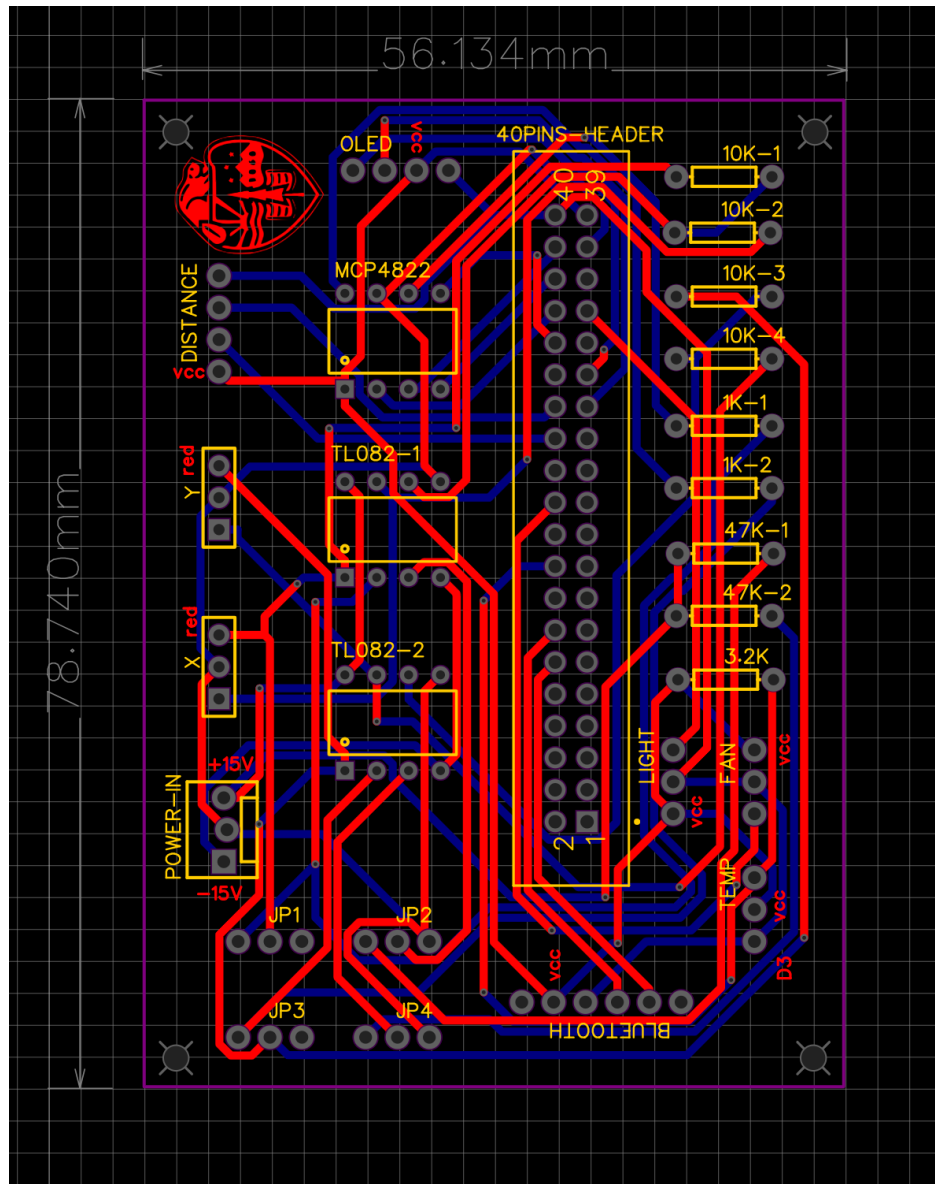 56.134mm
78.740mm
OLED
vcc
40PINS-HEADER
40
39
10K-1
10K-2
10K-3
10K-4
1K-1
1K-2
47K-1
47K-2
3.2K
MCP4822
DISTANCE
vcc
TL082-1
red
Y
TL082-2
red
X
LIGHT
FAN
vcc
vcc
+15V
POWER-IN
-15V
2
1
TEMP
vcc
D3
JP1
JP2
vcc
JP3
JP4
BLUETOOTH